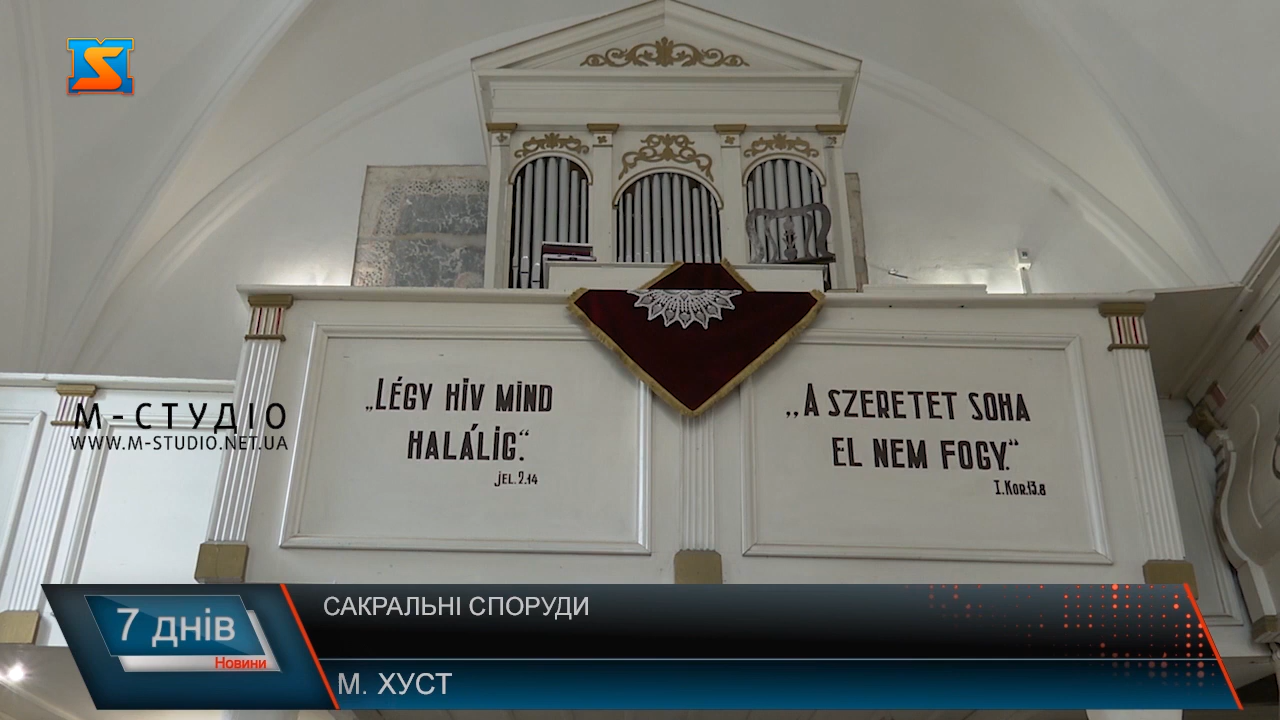 „LÉGY HÍV MIND
HALÁLIG.“
jEL. 2.14
„A SZERETET SOHA
EL NEM FOGY.“
I. KOR. 13.8
М-СТУДІО
WWW.M-STUDIO.NET.UA
7 днів
Новини
САКРАЛЬНІ СПОРУДИ
М. ХУСТ